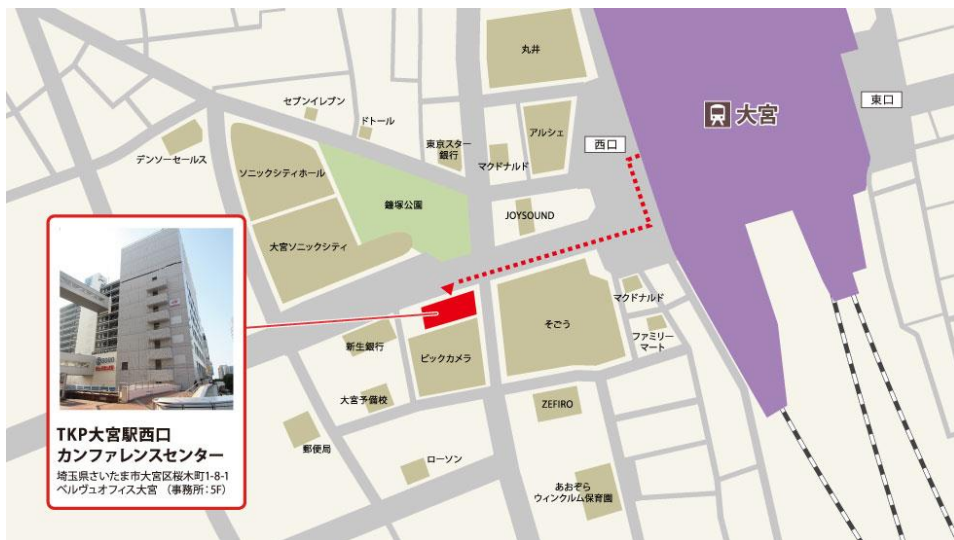 丸井
東口
大宮
セブンイレブン
ドトール
アルシェ
西口
東京スター
銀行
マクドナルド
デンソーセールス
ソニックシティホール
鐘塚公園
JOYSOUND
大宮ソニックシティ
マクドナルド
そごう
ファミリー
マート
新生銀行
ビックカメラ
大宮予備校
ZEFIRO
郵便局
ローソン
あおぞら
ウィンクルム保育園
TKP大宮駅西口
カンファレンスセンター
埼玉県さいたま市大宮区桜木町1-8-1
ベルヴュオフィス大宮 (事務所:5F)